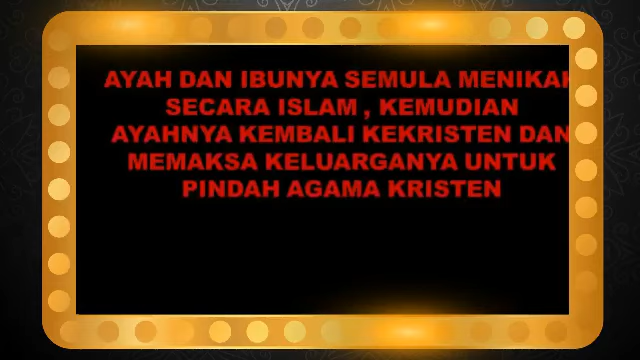 AYAH DAN IBUNYA SEMULA MENIKAH
SECARA ISLAM , KEMUDIAN
AYAHNYA KEMBALI KEKRISTEN DAN
MEMAKSA KELUARGANYA UNTUK
PINDAH AGAMA KRISTEN